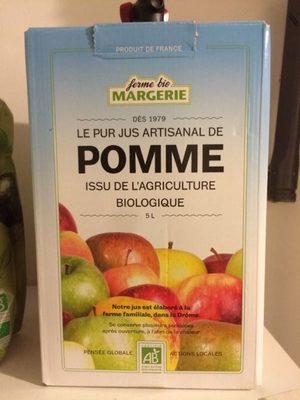 PRODUIT DE FRANCE
ferme bio
MARGERIE
DÈS 1979
LE PUR JUS ARTISANAL DE
POMME
ISSU DE L'AGRICULTURE
BIOLOGIQUE
5 L
Notre jus est élaboré à la
ferme familiale, dans la Drôme.
Se conserve plusieurs semaines
après ouverture, à l'abri de la chaleur
PENSÉE GLOBALE
AB
ACTIONS LOCALES